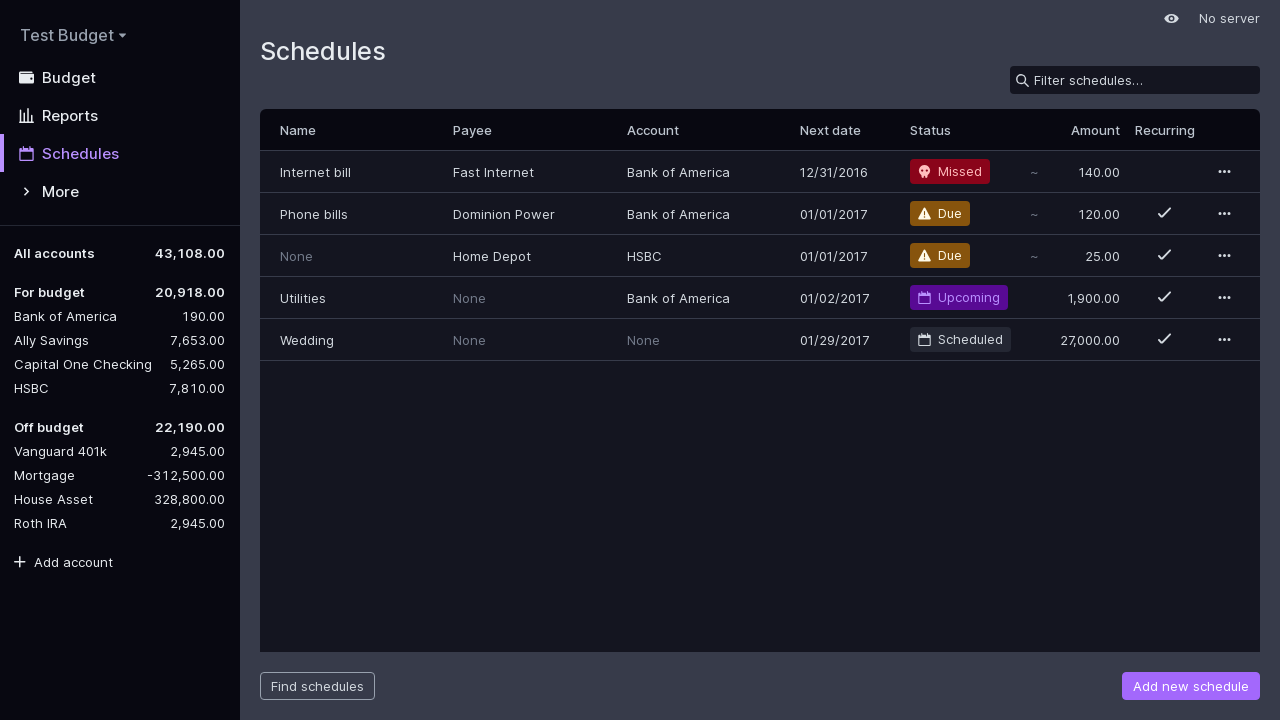 Test Budget
Budget
Reports
Schedules
More
All accounts 43,108.00
For budget 20,918.00
Bank of America 190.00
Ally Savings 7,653.00
Capital One Checking 5,265.00
HSBC 7,810.00
Off budget 22,190.00
Vanguard 401k 2,945.00
Mortgage -312,500.00
House Asset 328,800.00
Roth IRA 2,945.00
Add account
No server
Schedules
Filter schedules…
Name Payee Account Next date Status Amount Recurring
Internet bill Fast Internet Bank of America 12/31/2016 Missed ~ 140.00
Phone bills Dominion Power Bank of America 01/01/2017 Due ~ 120.00
None Home Depot HSBC 01/01/2017 Due ~ 25.00
Utilities None Bank of America 01/02/2017 Upcoming 1,900.00
Wedding None None 01/29/2017 Scheduled 27,000.00
Find schedules
Add new schedule